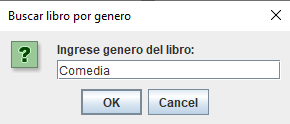 Buscar libro por genero
Ingrese genero del libro:
Comedia
OK Cancel